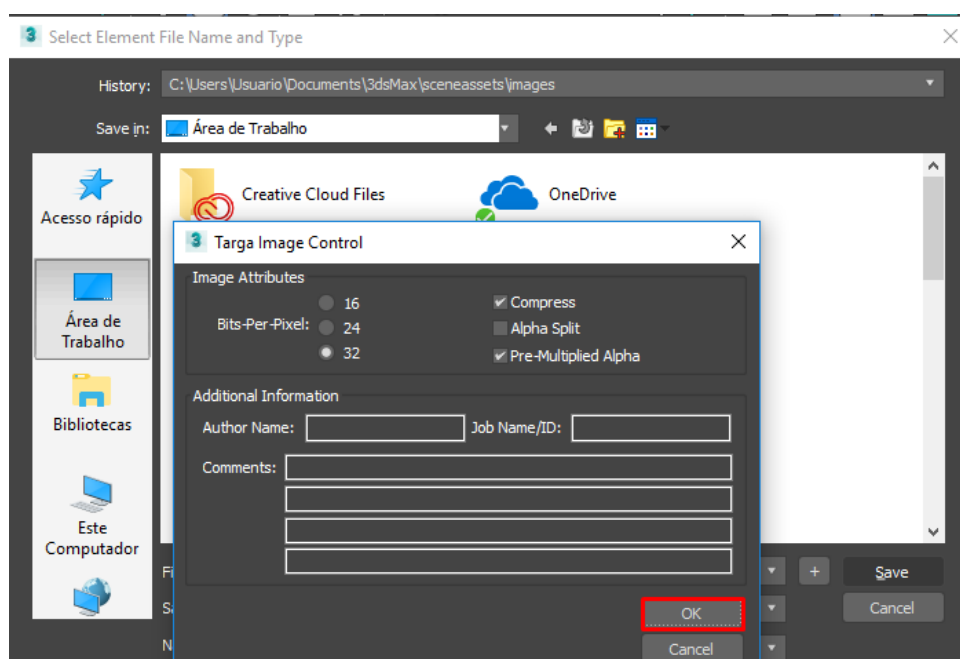 Select Element File Name and Type
History: C:\Users\Usuario\Documents\3dsMax\sceneassets\images
Save in: Área de Trabalho
Acesso rápido
Área de
Trabalho
Bibliotecas
Este
Computador
Creative Cloud Files
OneDrive
Targa Image Control
Image Attributes
Bits-Per-Pixel:
16
24
32
Compress
Alpha Split
Pre-Multiplied Alpha
Additional Information
Author Name:
Job Name/ID:
Comments:
OK
Cancel
+
Save
Cancel